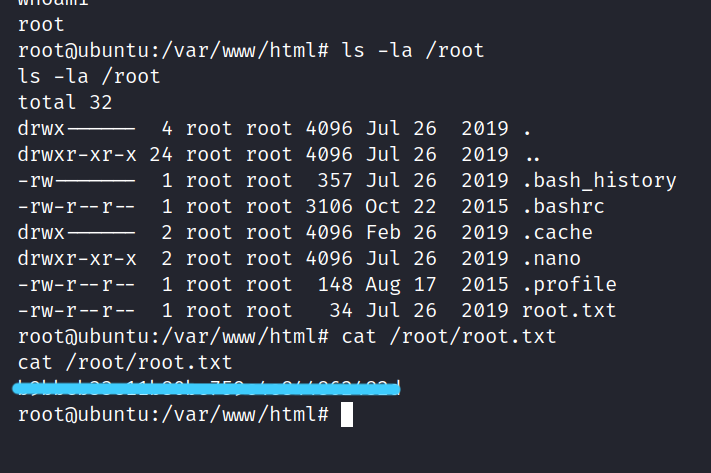 whoami
root
root@ubuntu:/var/www/html# ls -la /root
ls -la /root
total 32
drwx------  4 root root 4096 Jul 26  2019 .
drwxr-xr-x 24 root root 4096 Jul 26  2019 ..
-rw-------  1 root root  357 Jul 26  2019 .bash_history
-rw-r--r--  1 root root 3106 Oct 22  2015 .bashrc
drwx------  2 root root 4096 Feb 26  2019 .cache
drwxr-xr-x  2 root root 4096 Jul 26  2019 .nano
-rw-r--r--  1 root root  148 Aug 17  2015 .profile
-rw-r--r--  1 root root   34 Jul 26  2019 root.txt
root@ubuntu:/var/www/html# cat /root/root.txt
cat /root/root.txt
root@ubuntu:/var/www/html#